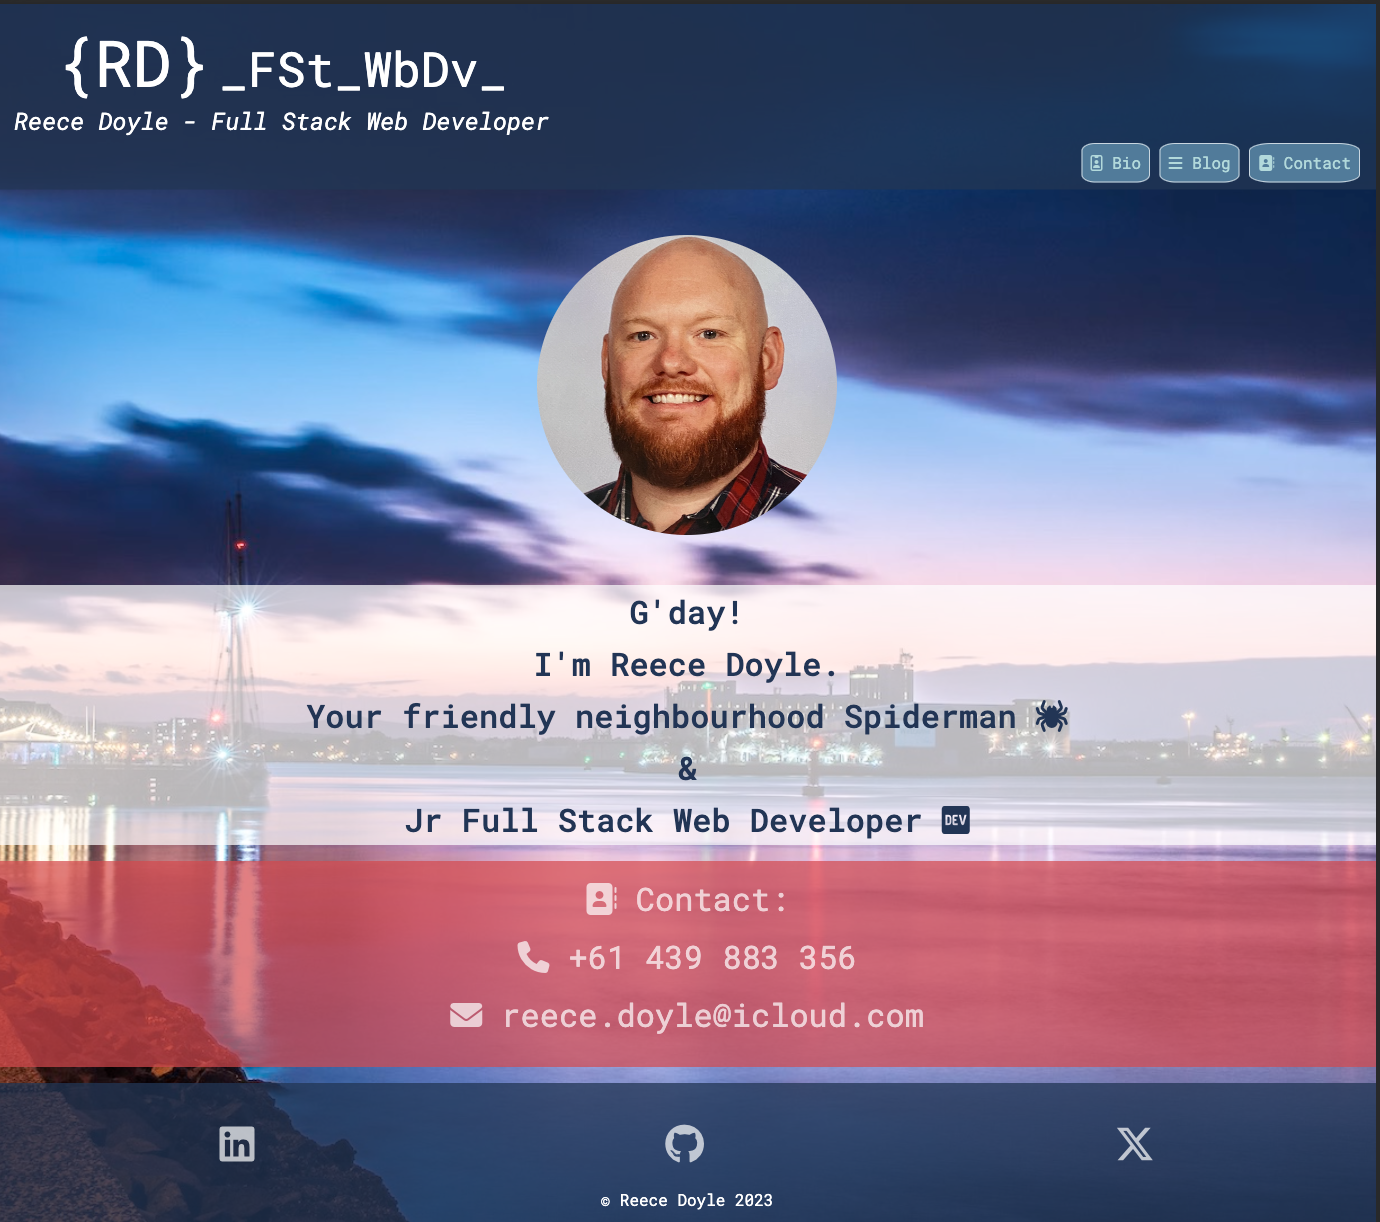 {RD} _FSt_WbDv_
Reece Doyle - Full Stack Web Developer
Bio Blog Contact
G'day!
I'm Reece Doyle.
Your friendly neighbourhood Spiderman
&
Jr Full Stack Web Developer DEV
Contact:
+61 439 883 356
reece.doyle@icloud.com
in X
© Reece Doyle 2023